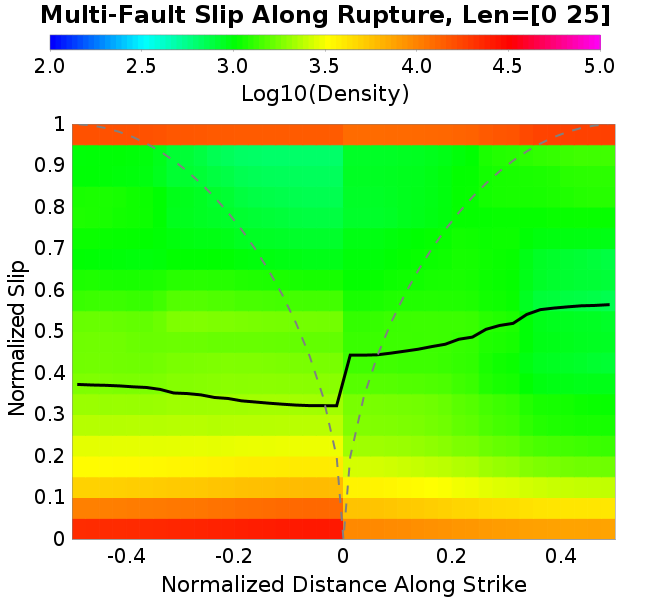 Multi-Fault Slip Along Rupture, Len=[0 25]
2.0 2.5 3.0 3.5 4.0 4.5 5.0
Log10(Density)
1
0.9
0.8
0.7
0.6
0.5
0.4
0.3
0.2
0.1
0
Normalized Slip
-0.4 -0.2 0 0.2 0.4
Normalized Distance Along Strike